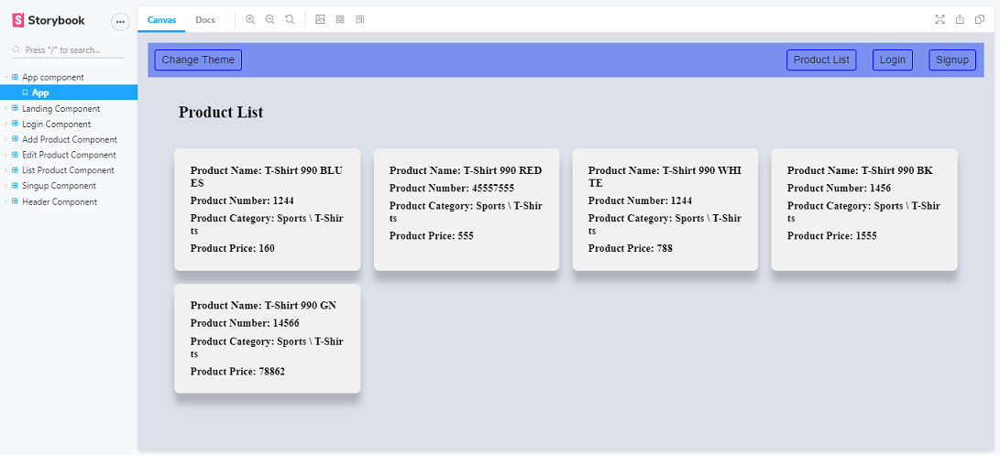 Storybook
Press "/" to search...
App component
App
Landing Component
Login Component
Add Product Component
Edit Product Component
List Product Component
Singup Component
Header Component
Canvas Docs
Change Theme Product List Login Signup
Product List
Product Name: T-Shirt 990 BLU
ES
Product Number: 1244
Product Category: Sports \ T-Shir
ts
Product Price: 160
Product Name: T-Shirt 990 RED
Product Number: 45557555
Product Category: Sports \ T-Shir
ts
Product Price: 555
Product Name: T-Shirt 990 WHI
TE
Product Number: 1244
Product Category: Sports \ T-Shir
ts
Product Price: 788
Product Name: T-Shirt 990 BK
Product Number: 1456
Product Category: Sports \ T-Shir
ts
Product Price: 1555
Product Name: T-Shirt 990 GN
Product Number: 14566
Product Category: Sports \ T-Shir
ts
Product Price: 78862